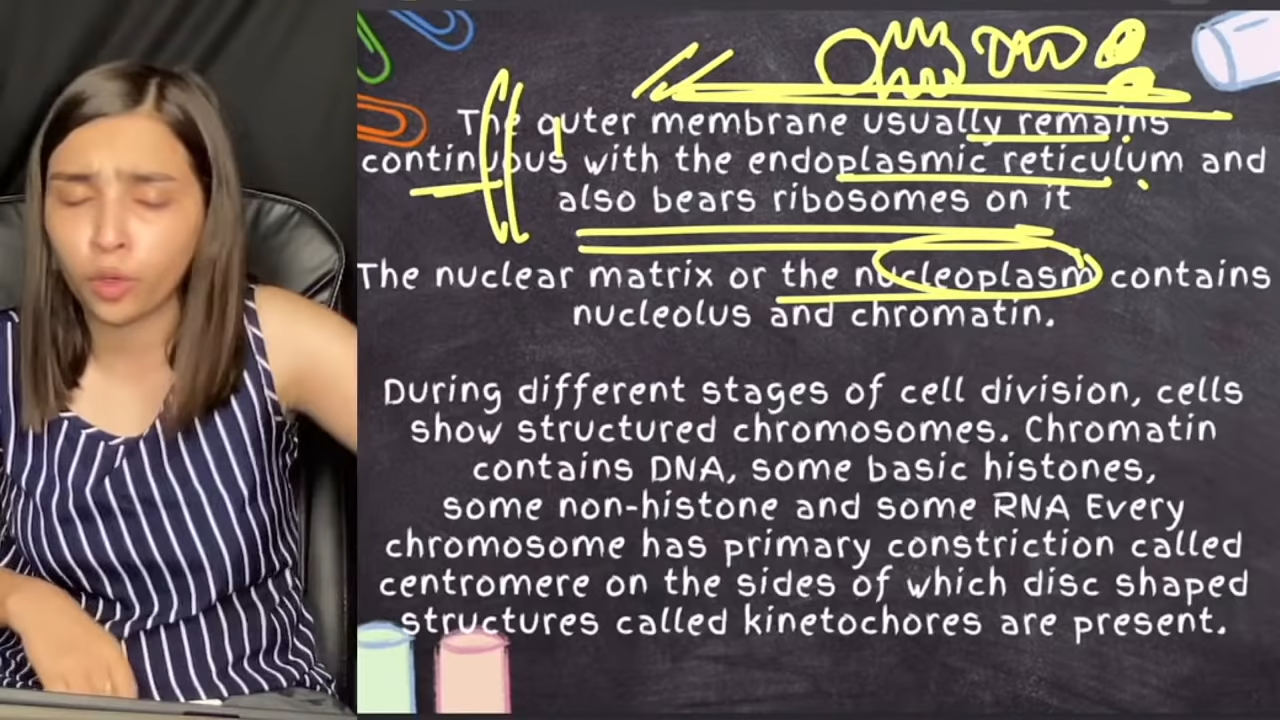 The outer membrane usually remains
continuous with the endoplasmic reticulum and
also bears ribosomes on it
The nuclear matrix or the nucleoplasm contains
nucleolus and chromatin.
During different stages of cell division, cells
show structured chromosomes. Chromatin
contains DNA, some basic histones,
some non-histone and some RNA Every
chromosome has primary constriction called
centromere on the sides of which disc shaped
structures called kinetochores are present.